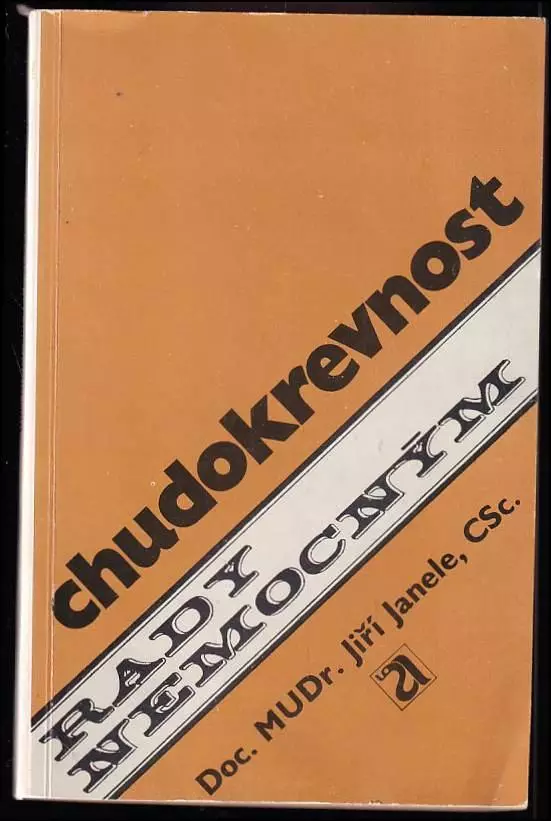 chudokrevnost
RADY
NEMOCNÝM
Doc. MUDr. Jiří Janele, CSc.